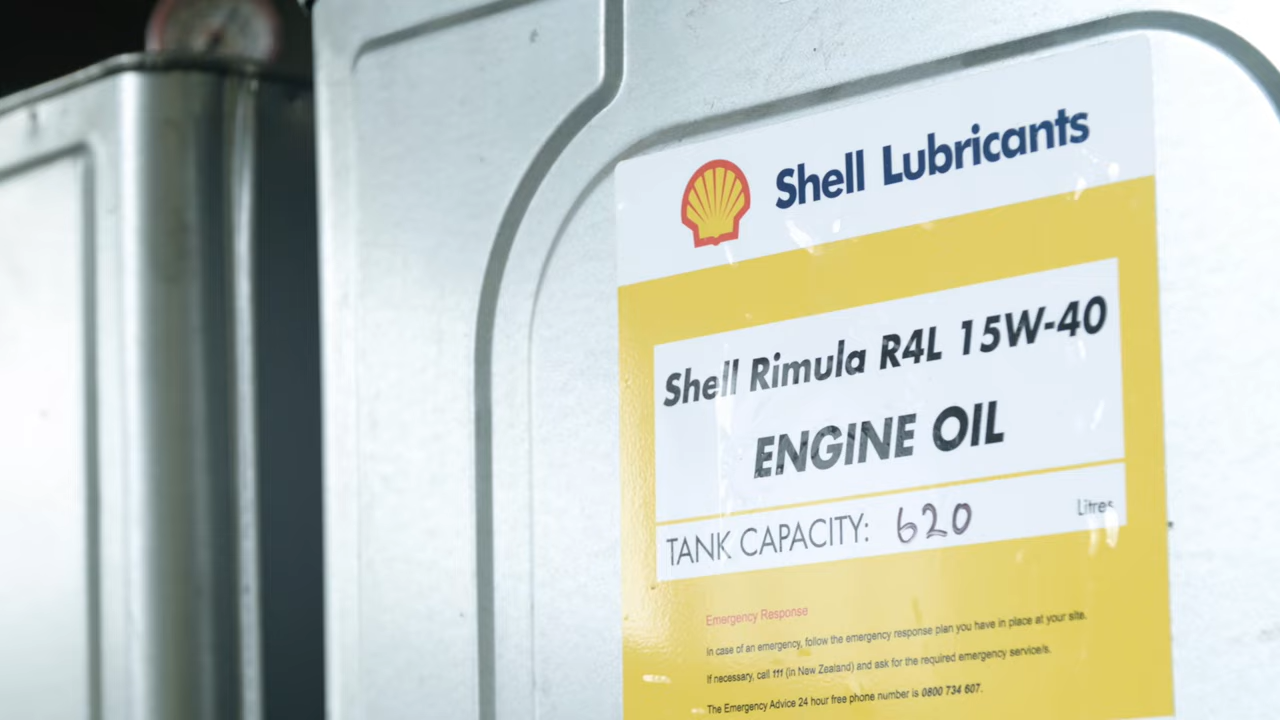 Shell Lubricants
Shell Rimula R4L 15W-40
ENGINE OIL
TANK CAPACITY: 620 Litres
Emergency Response
In case of an emergency, follow the emergency response plan you have in place at your site.
If necessary, call 111 (in New Zealand) and ask for the required emergency service/s.
The Emergency Advice 24 hour free phone number is 0800 734 607.